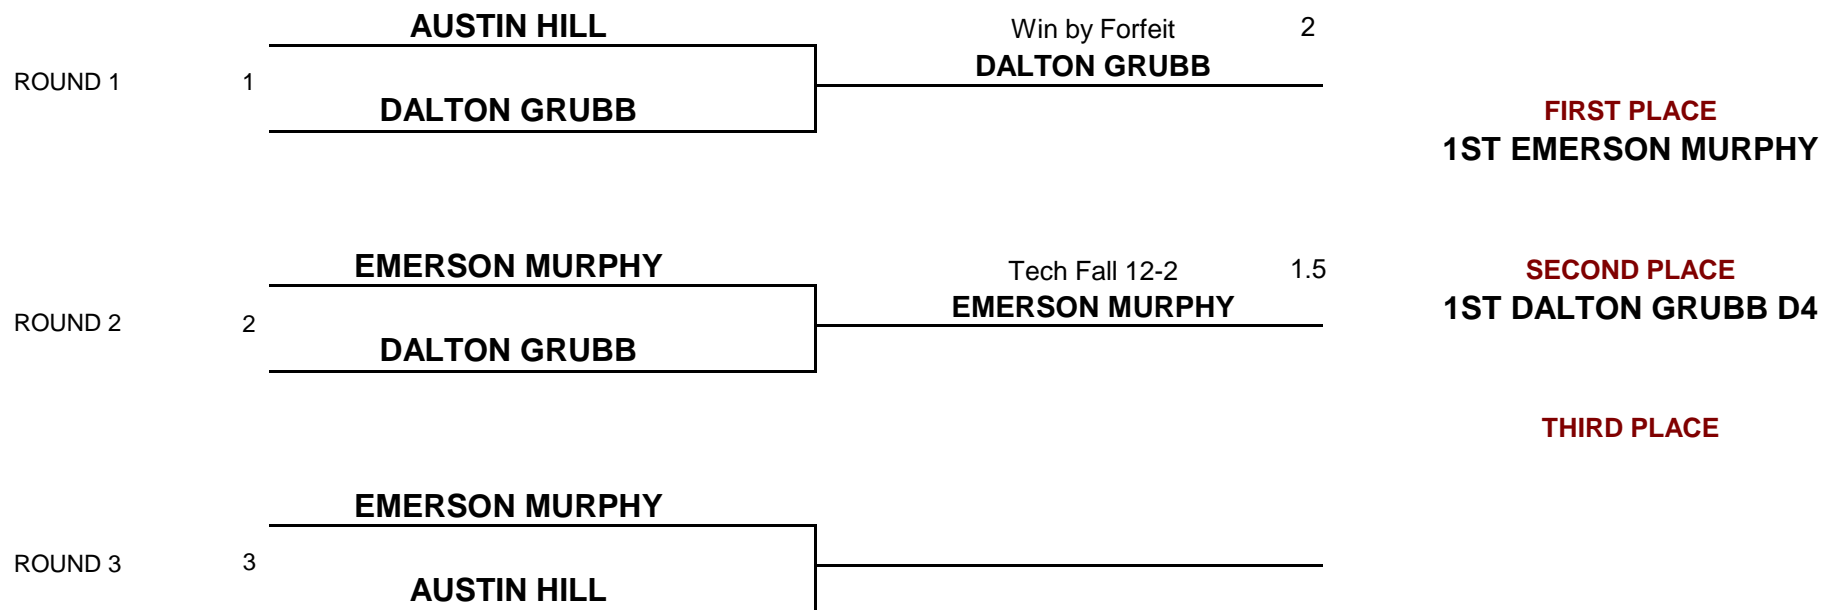 AUSTIN HILL
Win by Forfeit 2
DALTON GRUBB
ROUND 1 1
DALTON GRUBB
FIRST PLACE
1ST EMERSON MURPHY
EMERSON MURPHY
Tech Fall 12-2 1.5
SECOND PLACE
EMERSON MURPHY
1ST DALTON GRUBB D4
ROUND 2 2
DALTON GRUBB
THIRD PLACE
EMERSON MURPHY
ROUND 3 3
AUSTIN HILL